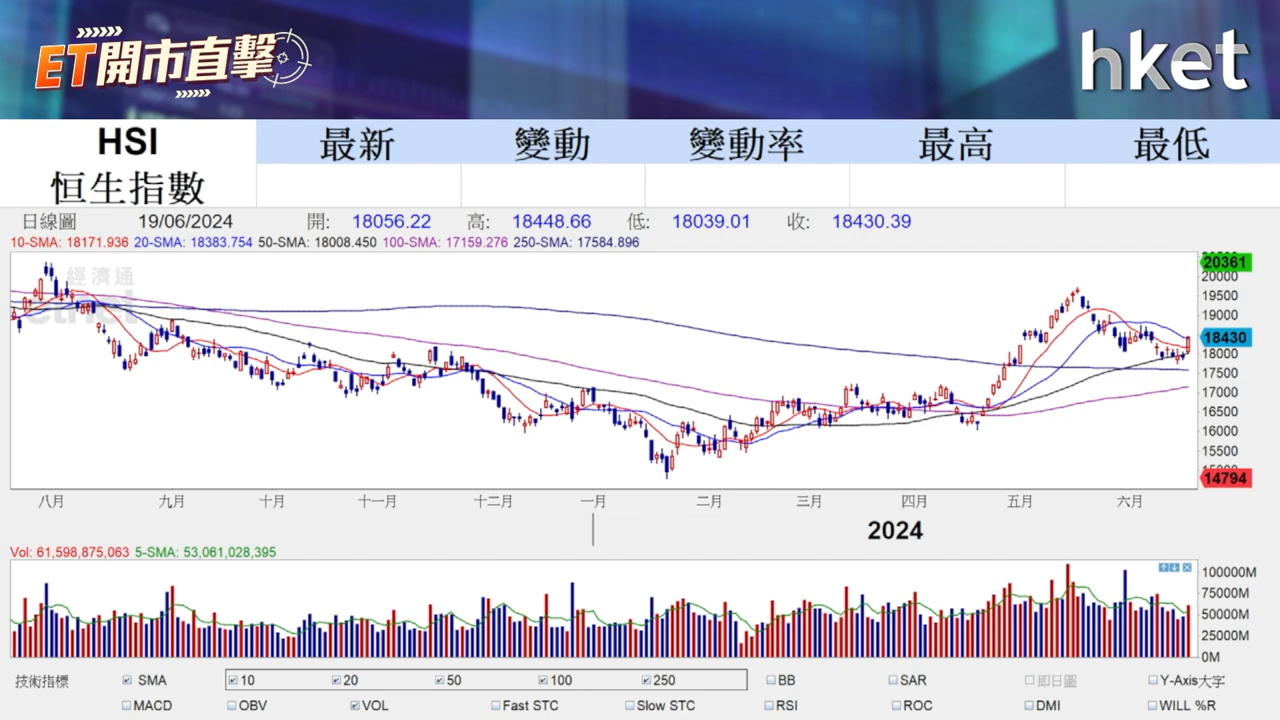 ET開市直擊
hket
HSI 最新 變動 變動率 最高 最低
恒生指數
日線圖 19/06/2024 開: 18056.22 高: 18448.66 低: 18039.01 收: 18430.39
10-SMA: 18171.936 20-SMA: 18383.754 50-SMA: 18008.450 100-SMA: 17159.276 250-SMA: 17584.896
經濟通
etnet
20361
20000
19500
19000
18430
18000
17500
17000
16500
16000
15500
14794
八月 九月 十月 十一月 十二月 一月 二月 三月 四月 五月 六月
2024
Vol: 61,598,875,063 5-SMA: 53,061,028,395
100000M
75000M
50000M
25000M
0M
技術指標 SMA 10 20 50 100 250 BB SAR 即日圖 Y-Axis大字
MACD OBV VOL Fast STC Slow STC RSI ROC DMI WILL %R